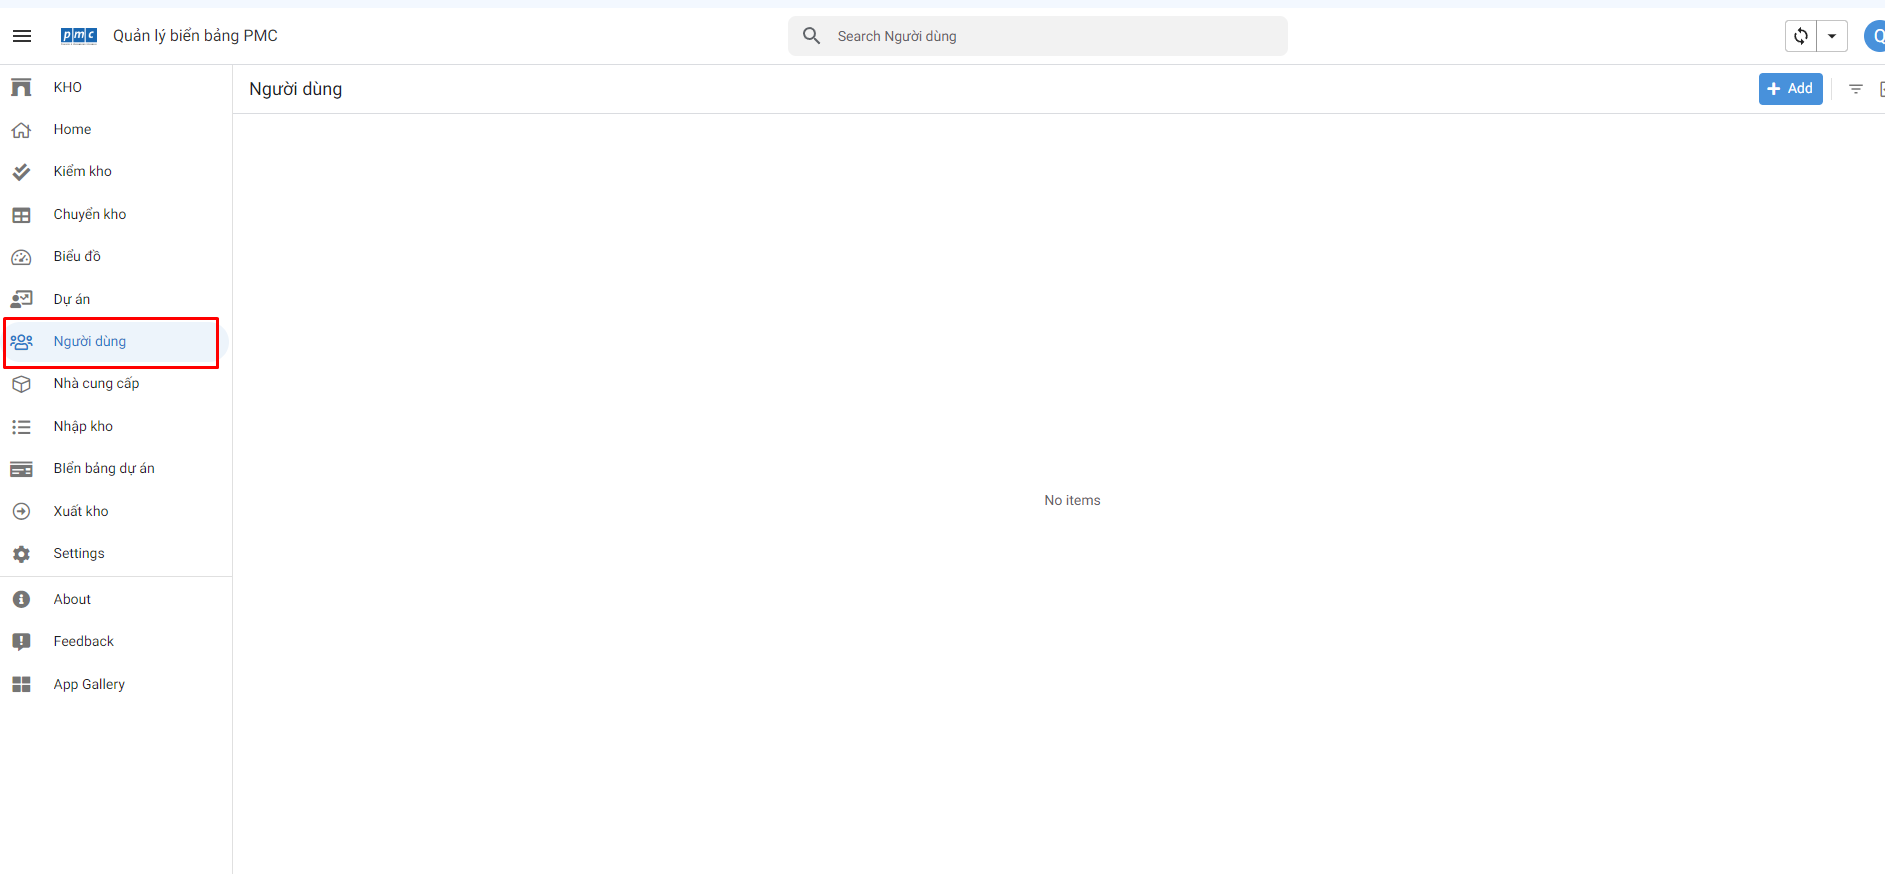 pmc
Quản lý biển bảng PMC
Search Người dùng
Q
KHO
Home
Kiểm kho
Chuyển kho
Biểu đồ
Dự án
Người dùng
Nhà cung cấp
Nhập kho
BIển bảng dự án
Xuất kho
Settings
About
Feedback
App Gallery
Người dùng
Add
No items